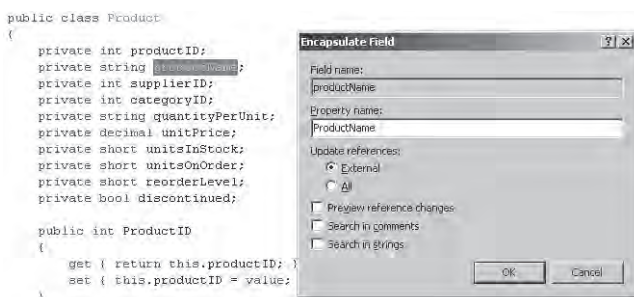 public class Product
{
private int productID;
private string productName;
private int supplierID;
private int categoryID;
private string quantityPerUnit;
private decimal unitPrice;
private short unitsInStock;
private short unitsOnOrder;
private short reorderLevel;
private bool discontinued;
public int ProductID
{
get { return this.productID; }
set { this.productID = value;
}
Encapsulate Field
? X
Field name:
productName
Property name:
ProductName
Update references:
External
All
Preview reference changes
Search in comments
Search in strings
OK
Cancel